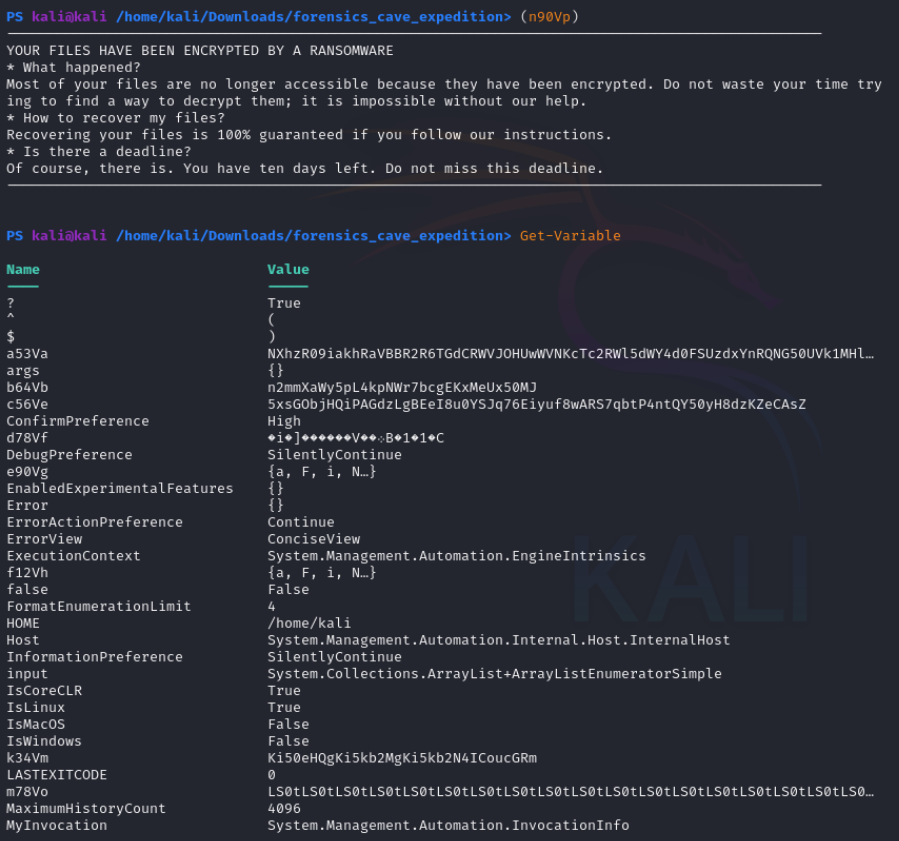 PS kali@kali /home/kali/Downloads/forensics_cave_expedition> (n90Vp)
YOUR FILES HAVE BEEN ENCRYPTED BY A RANSOMWARE
* What happened?
Most of your files are no longer accessible because they have been encrypted. Do not waste your time try
ing to find a way to decrypt them; it is impossible without our help.
* How to recover my files?
Recovering your files is 100% guaranteed if you follow our instructions.
* Is there a deadline?
Of course, there is. You have ten days left. Do not miss this deadline.
PS kali@kali /home/kali/Downloads/forensics_cave_expedition> Get-Variable
Name Value
---- -----
? True
^ (
$ )
a53Va NXhzR09iakhRaVBBR2R6TGdCRWVJOHUwWVNKcTc2RWl5dWY4d0FSUzdxYnRQNG50UVk1MHl…
args {}
b64Vb n2mmXaWy5pL4kpNWr7bcgEKxMeUx50MJ
c56Ve 5xsGObjHQiPAGdzLgBEeI8u0YSJq76Eiyuf8wARS7qbtP4ntQY50yH8dzKZeCAsZ
ConfirmPreference High
d78Vf �i�]������V��·:·B�1�1�C
DebugPreference SilentlyContinue
e90Vg {a, F, i, N…}
EnabledExperimentalFeatures {}
Error {}
ErrorActionPreference Continue
ErrorView ConciseView
ExecutionContext System.Management.Automation.EngineIntrinsics
f12Vh {a, F, i, N…}
false False
FormatEnumerationLimit 4
HOME /home/kali
Host System.Management.Automation.Internal.Host.InternalHost
InformationPreference SilentlyContinue
input System.Collections.ArrayList+ArrayListEnumeratorSimple
IsCoreCLR True
IsLinux True
IsMacOS False
IsWindows False
k34Vm Ki50eHQgKi5kb2MgKi5kb2N4ICoucGRm
LASTEXITCODE 0
m78Vo LS0tLS0tLS0tLS0tLS0tLS0tLS0tLS0tLS0tLS0tLS0tLS0tLS0tLS0tLS0tLS0tLS0tLS0…
MaximumHistoryCount 4096
MyInvocation System.Management.Automation.InvocationInfo
KALI